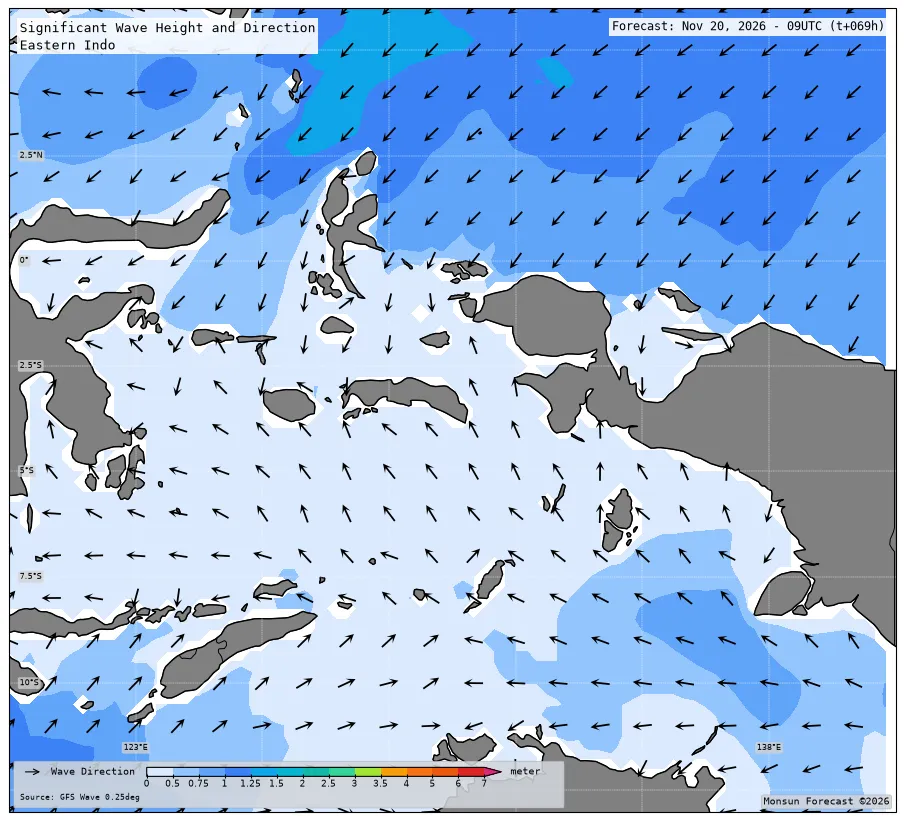 Significant Wave Height and Direction
Eastern Indo
Forecast: Nov 20, 2026 - 09UTC (t+069h)
2.5°N
0°
2.5°S
5°S
7.5°S
10°S
123°E
138°E
Wave Direction
meter
0 0.5 0.75 1 1.25 1.5 2 2.5 3 3.5 4 5 6 7
Source: GFS Wave 0.25deg
Monsun Forecast ©2026